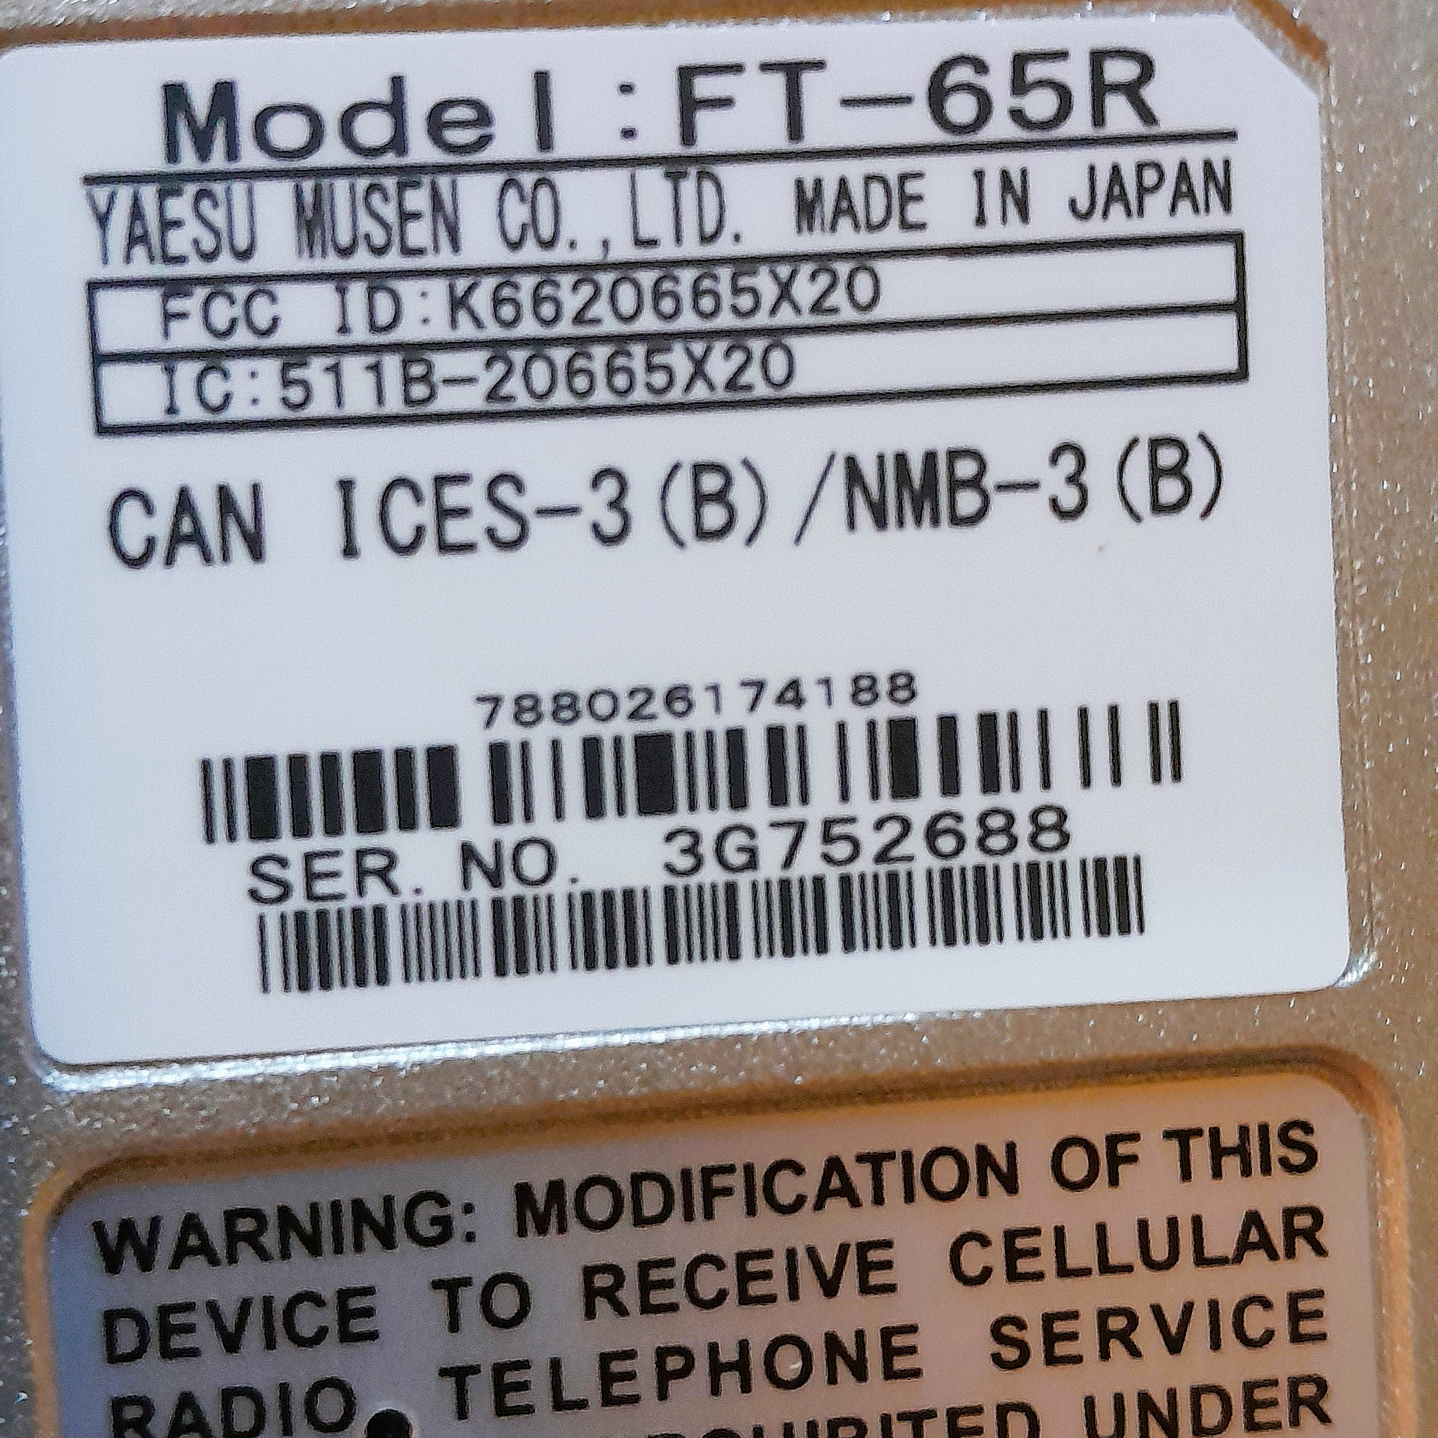 Model:FT-65R
YAESU MUSEN CO.,LTD. MADE IN JAPAN
FCC ID:K6620665X20
IC:511B-20665X20
CAN ICES-3(B)/NMB-3(B)
788026174188
SER. NO. 3G752688
WARNING: MODIFICATION OF THIS
DEVICE TO RECEIVE CELLULAR
RADIO TELEPHONE SERVICE
UNDER